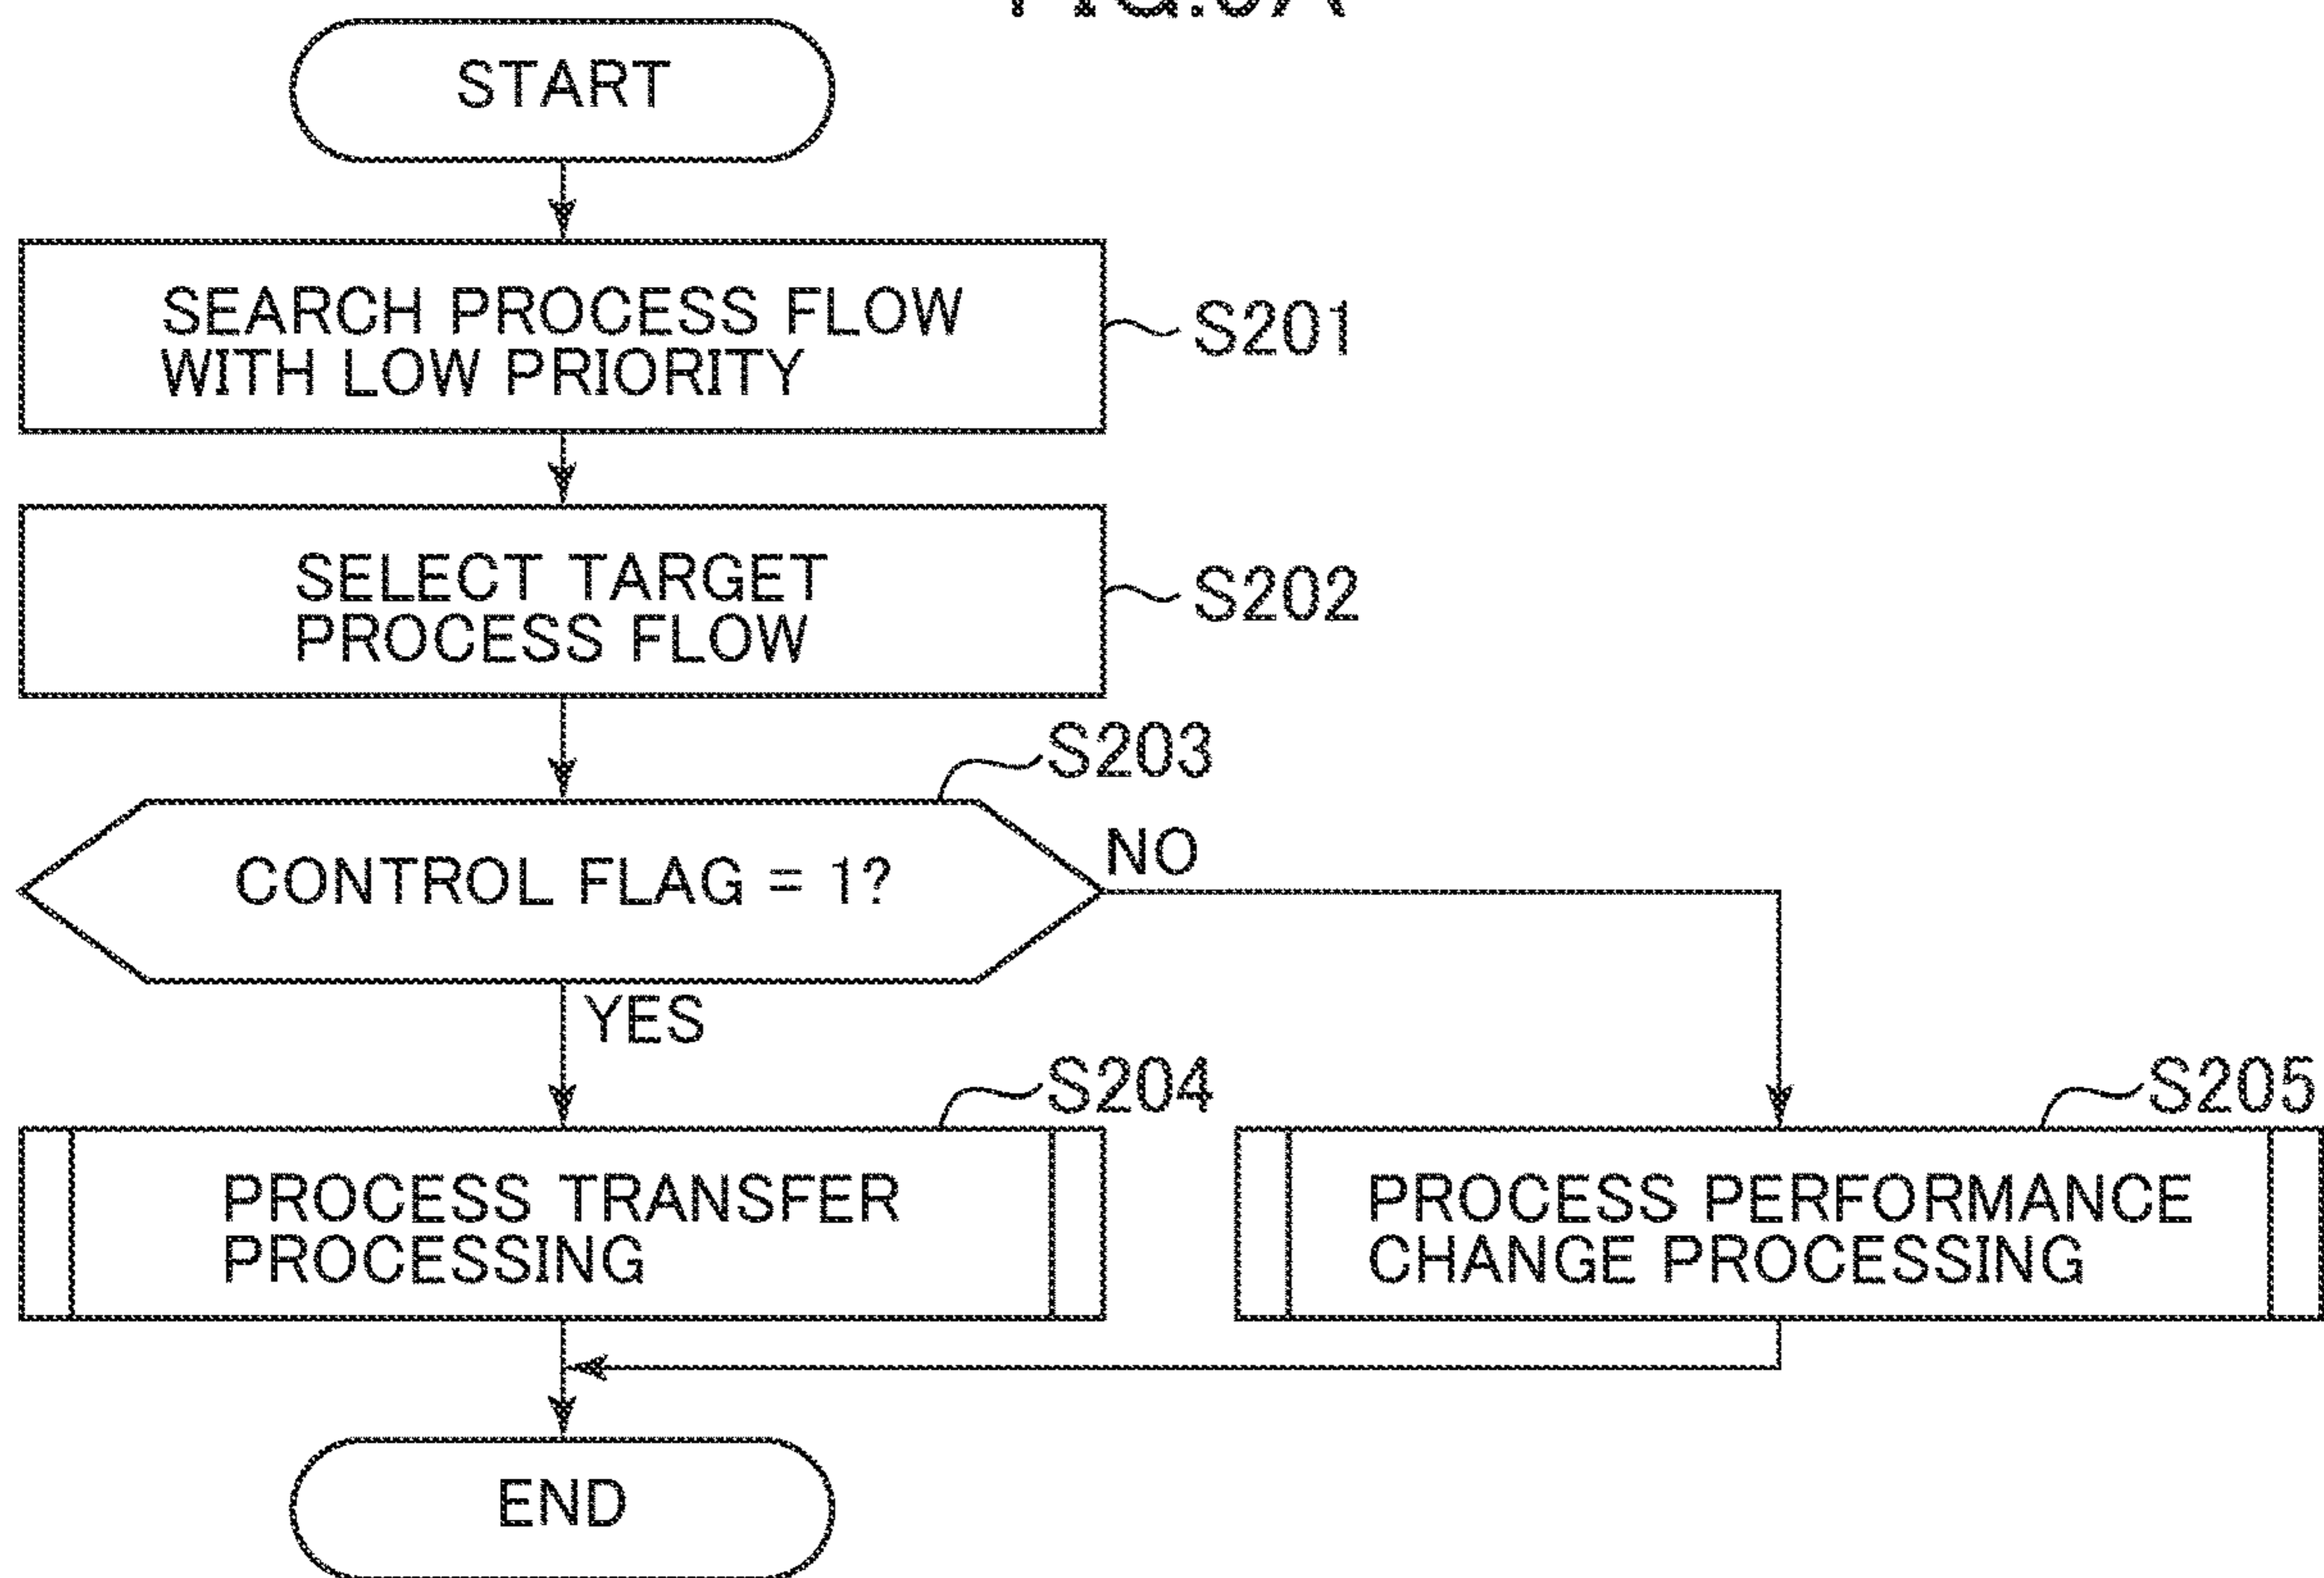 START
SEARCH PROCESS FLOW
WITH LOW PRIORITY
S201
SELECT TARGET
PROCESS FLOW
S202
S203
CONTROL FLAG = 1?
NO
YES
S204
PROCESS TRANSFER
PROCESSING
S205
PROCESS PERFORMANCE
CHANGE PROCESSING
END